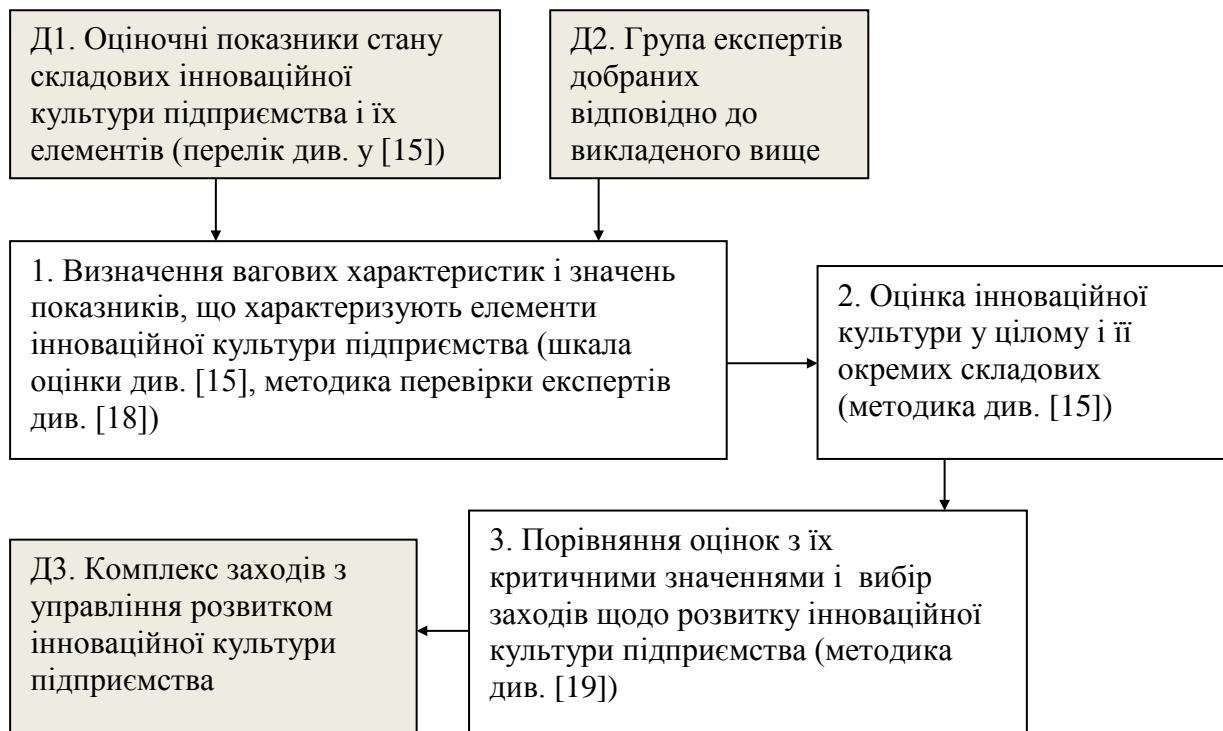 Д1. Оціночні показники стану
складових інноваційної
культури підприємства і їх
елементів (перелік див. у [15])
Д2. Група експертів
добраних
відповідно до
викладеного вище
1. Визначення вагових характеристик і значень
показників, що характеризують елементи
інноваційної культури підприємства (шкала
оцінки див. [15], методика перевірки експертів
див. [18])
2. Оцінка інноваційної
культури у цілому і її
окремих складових
(методика див. [15])
3. Порівняння оцінок з їх
критичними значеннями і вибір
заходів щодо розвитку інноваційної
культури підприємства (методика
див. [19])
Д3. Комплекс заходів з
управління розвитком
інноваційної культури
підприємства